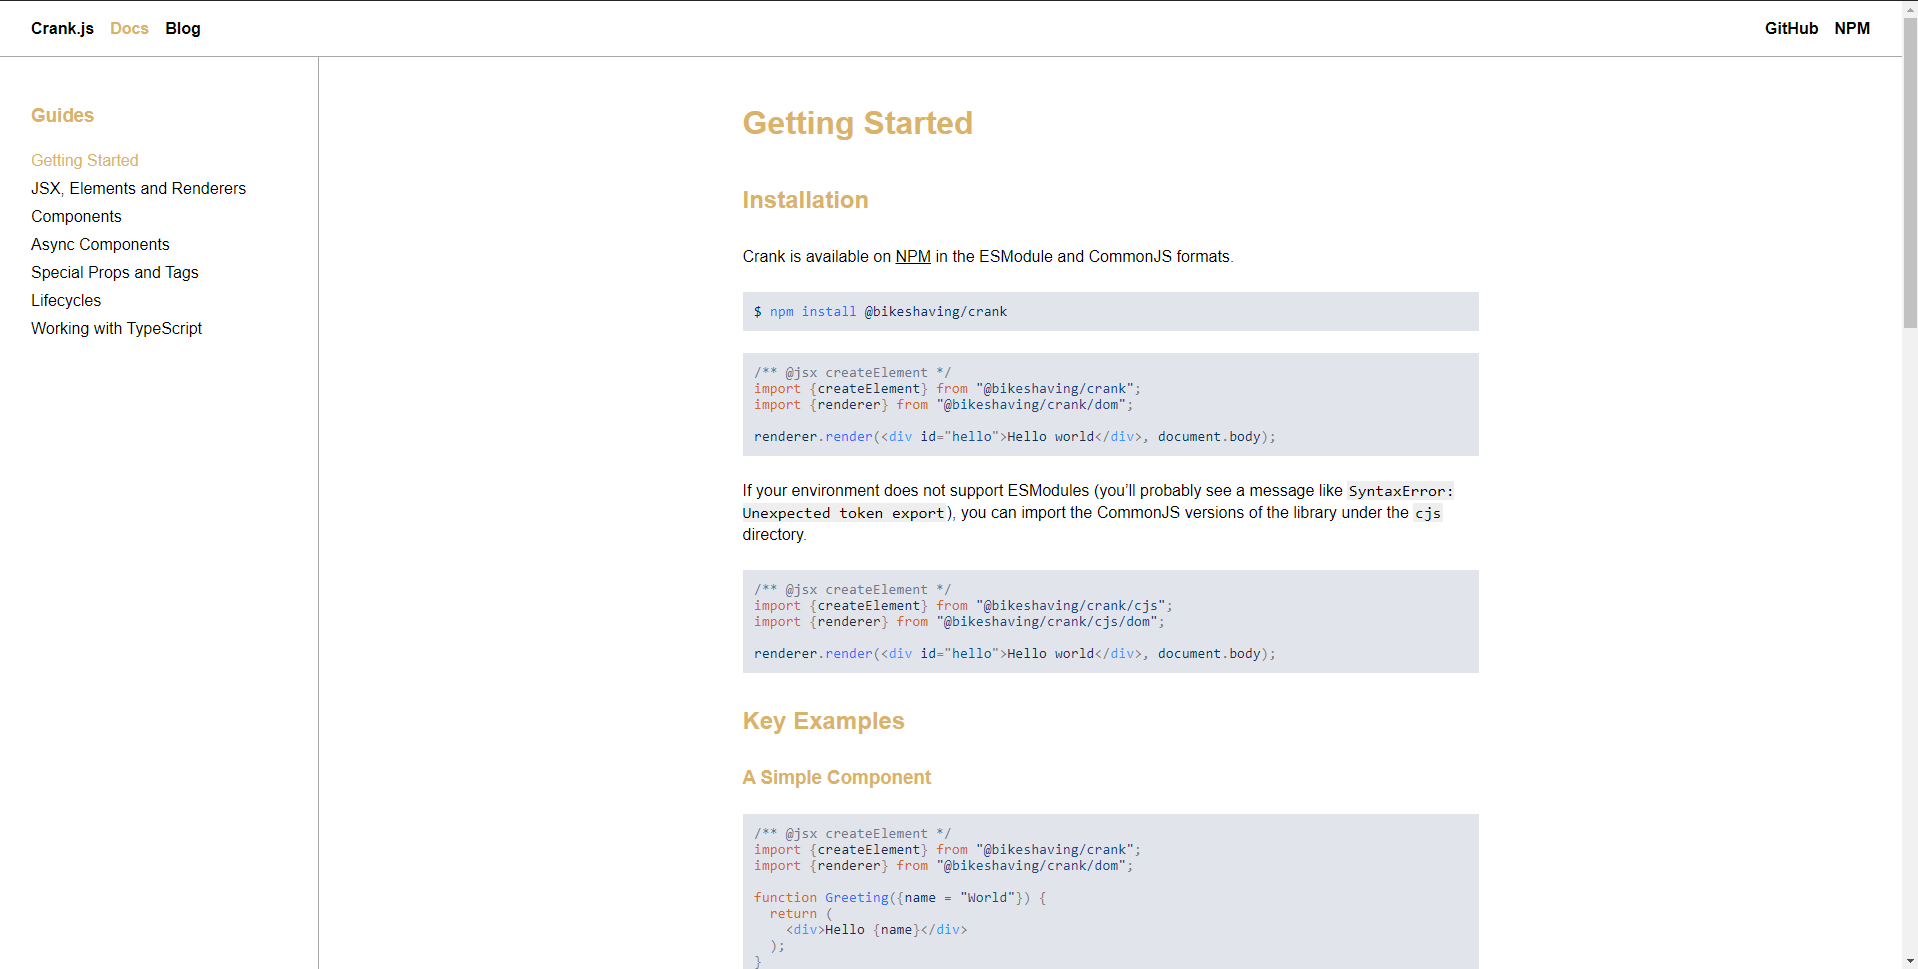 Crank.js Docs Blog GitHub NPM
Guides
Getting Started
JSX, Elements and Renderers
Components
Async Components
Special Props and Tags
Lifecycles
Working with TypeScript
Getting Started
Installation
Crank is available on NPM in the ESModule and CommonJS formats.
$ npm install @bikeshaving/crank
/** @jsx createElement */
import {createElement} from "@bikeshaving/crank";
import {renderer} from "@bikeshaving/crank/dom";
renderer.render(<div id="hello">Hello world</div>, document.body);
If your environment does not support ESModules (you’ll probably see a message like SyntaxError:
Unexpected token export), you can import the CommonJS versions of the library under the cjs
directory.
/** @jsx createElement */
import {createElement} from "@bikeshaving/crank/cjs";
import {renderer} from "@bikeshaving/crank/cjs/dom";
renderer.render(<div id="hello">Hello world</div>, document.body);
Key Examples
A Simple Component
/** @jsx createElement */
import {createElement} from "@bikeshaving/crank";
import {renderer} from "@bikeshaving/crank/dom";
function Greeting({name = "World"}) {
  return (
    <div>Hello {name}</div>
  );
}